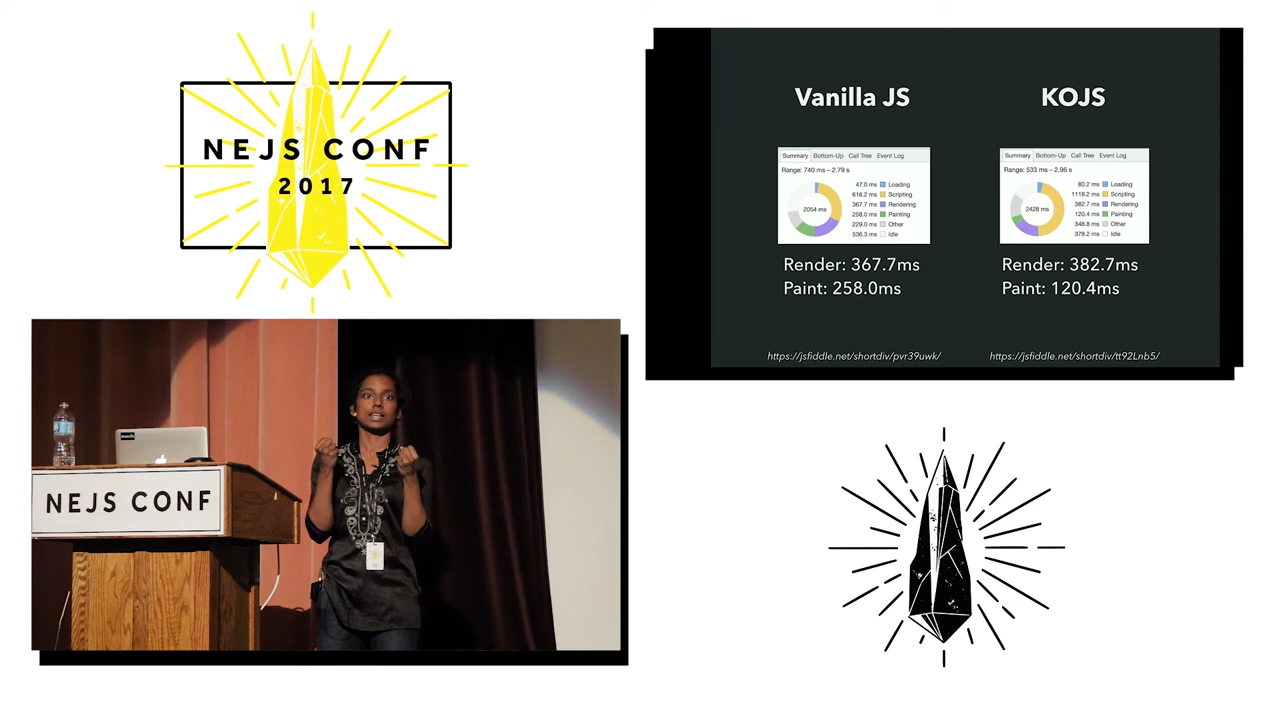 NEJS CONF
2017
Vanilla JS
KOJS
Summary Bottom-Up Call Tree Event Log
Range: 740 ms – 2.79 s
2054 ms
47.0 ms Loading
616.2 ms Scripting
367.7 ms Rendering
258.0 ms Painting
229.0 ms Other
536.3 ms Idle
Summary Bottom-Up Call Tree Event Log
Range: 533 ms – 2.96 s
2428 ms
80.2 ms Loading
1118.2 ms Scripting
382.7 ms Rendering
120.4 ms Painting
348.8 ms Other
378.2 ms Idle
Render: 367.7ms
Paint: 258.0ms
Render: 382.7ms
Paint: 120.4ms
https://jsfiddle.net/shortdiv/pvr39uwk/
https://jsfiddle.net/shortdiv/tt92Lnb5/
NEJS CONF